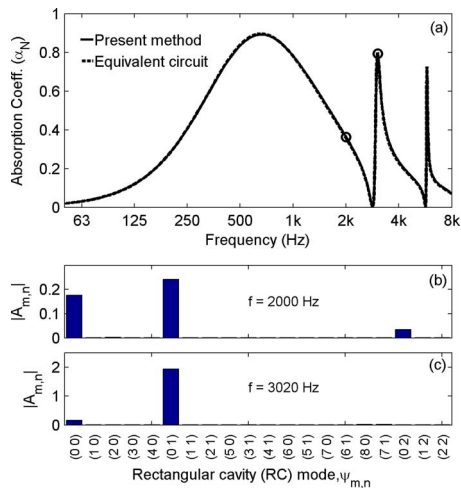 (a)
Present method
Equivalent circuit
Absorption Coeff. (α_N)
1
0.8
0.6
0.4
0.2
0
63 125 250 500 1k 2k 4k 8k
Frequency (Hz)
(b)
|A_m,n|
0.2
0.1
0
f = 2000 Hz
(c)
|A_m,n|
2
1
0
f = 3020 Hz
(0 0) (1 0) (2 0) (3 0) (4 0) (0 1) (1 1) (2 1) (5 0) (3 1) (6 0) (4 1) (5 1) (7 0) (6 1) (8 0) (7 1) (0 2) (1 2) (2 2)
Rectangular cavity (RC) mode,ψ_m,n